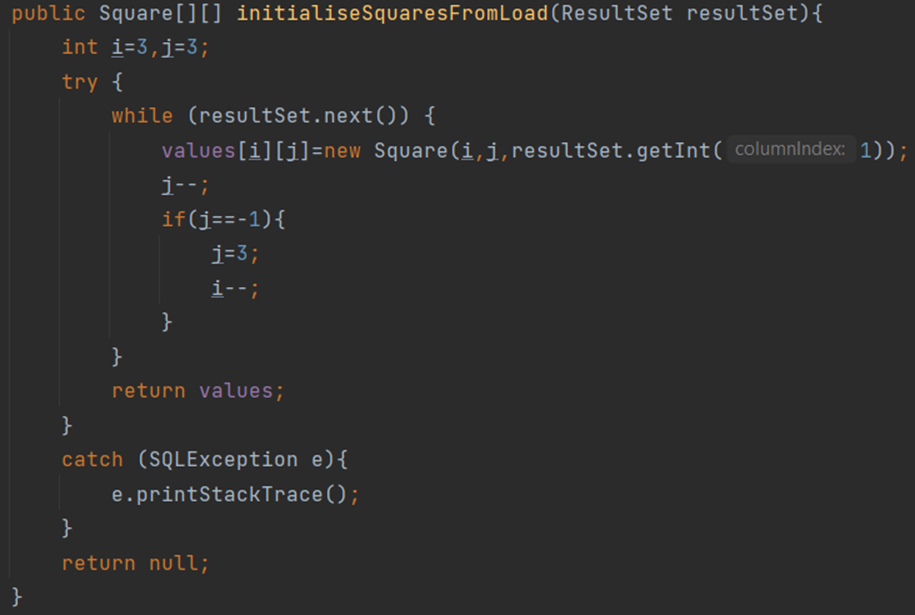 public Square[][] initialiseSquaresFromLoad(ResultSet resultSet){
    int i=3,j=3;
    try {
        while (resultSet.next()) {
            values[i][j]=new Square(i,j,resultSet.getInt( columnIndex: 1));
            j--;
            if(j==-1){
                j=3;
                i--;
            }
        }
        return values;
    }
    catch (SQLException e){
        e.printStackTrace();
    }
    return null;
}